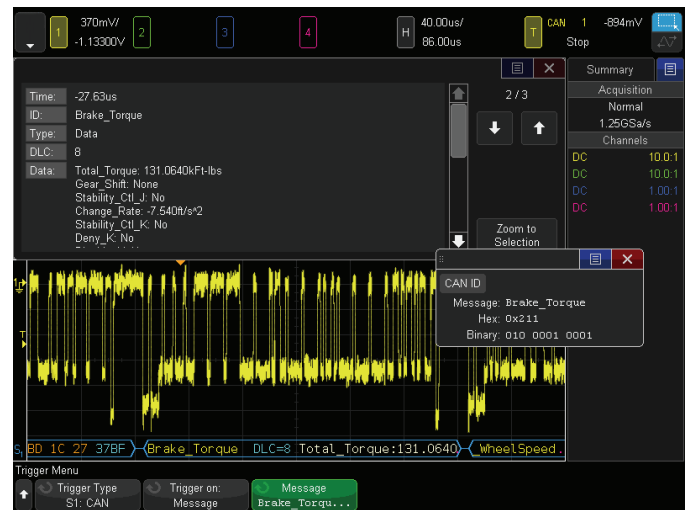 1 370mV/ -1.13300V 2 3 4 H 40.00us/ 86.00us T CAN 1 -894mV Stop
2 / 3
Time: -27.63us
ID: Brake_Torque
Type: Data
DLC: 8
Data: Total_Torque: 131.0640kFt-lbs
Gear_Shift: None
Stability_Ctl_J: No
Change_Rate: -7.540ft/s^2
Stability_Ctl_K: No
Deny_K: No
Zoom to
Selection
Summary
Acquisition
Normal
1.25GSa/s
Channels
DC 10.0:1
DC 10.0:1
DC 1.00:1
DC 1.00:1
CAN ID
Message: Brake_Torque
Hex: 0x211
Binary: 010 0001 0001
1
T
S1 BD 1C 27 37BF Brake_Torque DLC=8 Total_Torque:131.0640 _WheelSpeed.
Trigger Menu
Trigger Type
S1: CAN
Trigger on:
Message
Message
Brake_Torqu...